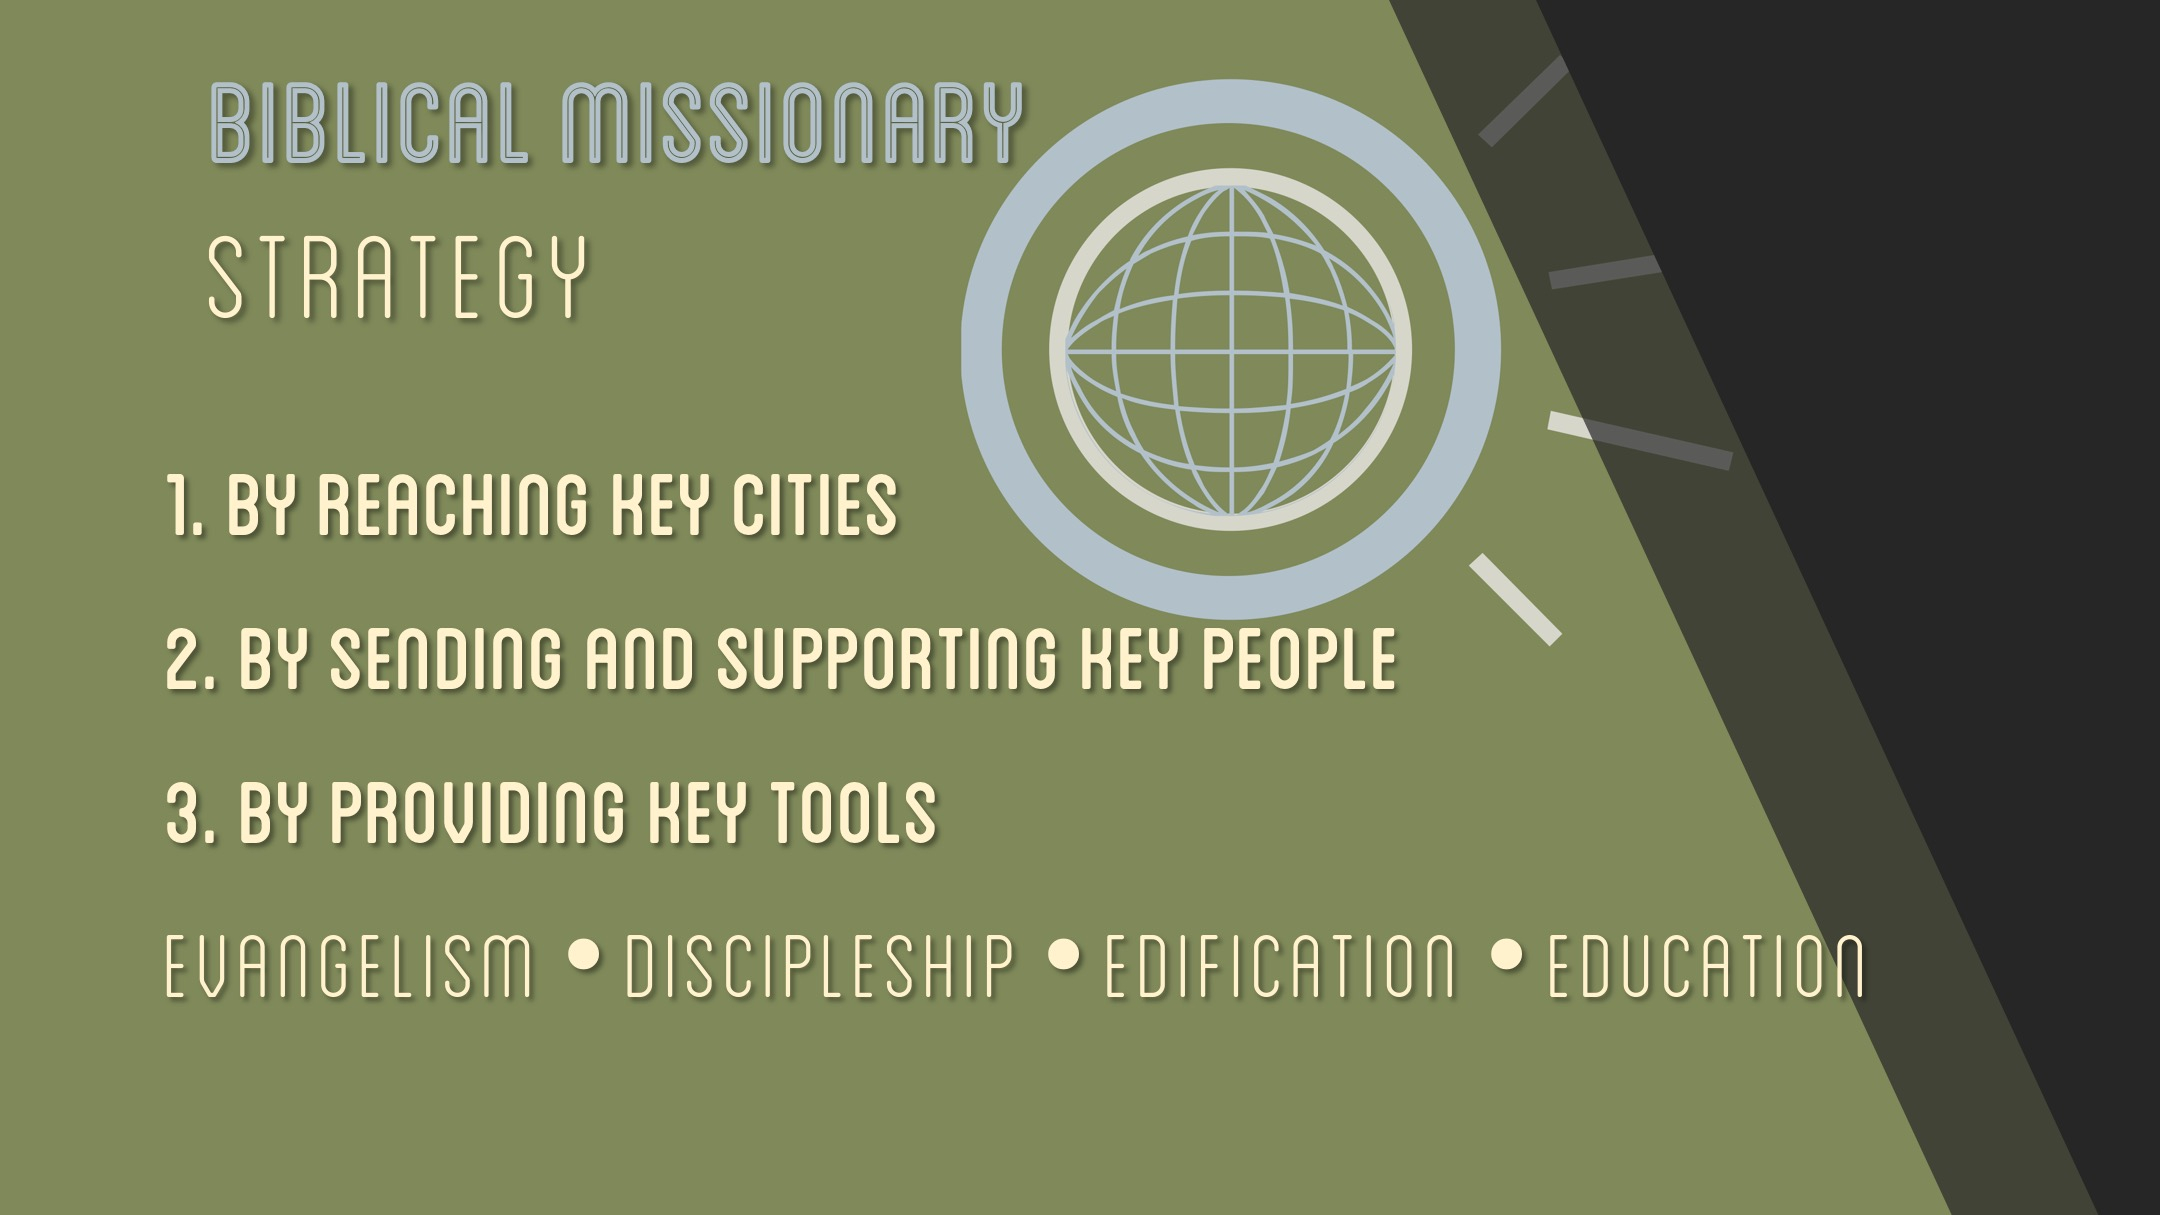 BIBLICAL MISSIONARY
STRATEGY
1. BY REACHING KEY CITIES
2. BY SENDING AND SUPPORTING KEY PEOPLE
3. BY PROVIDING KEY TOOLS
EVANGELISM • DISCIPLESHIP • EDIFICATION • EDUCATION